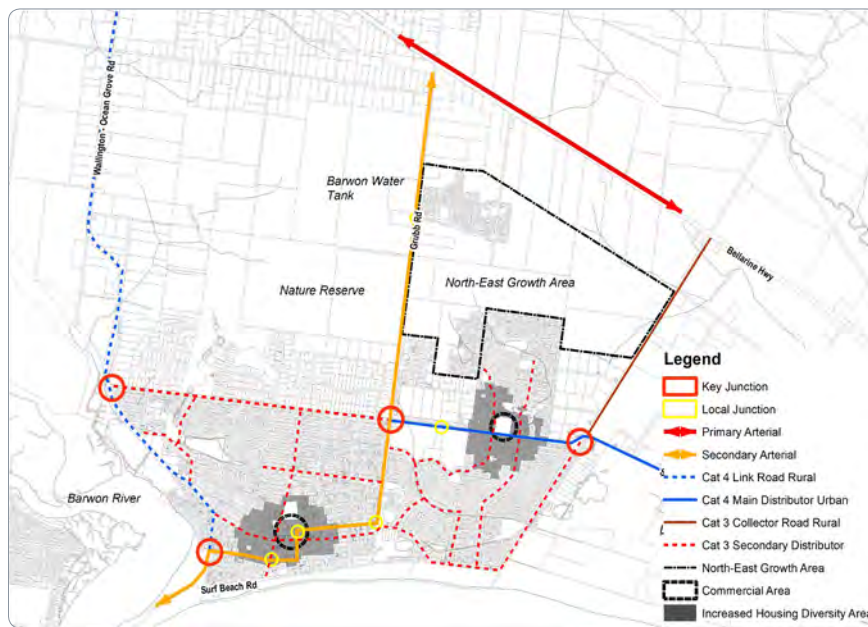 Wallington - Ocean Grove Rd
Barwon Water
Tank
Grubb Rd
Bellarine Hwy
Nature Reserve
North-East Growth Area
Barwon River
Surf Beach Rd
Legend
Key Junction
Local Junction
Primary Arterial
Secondary Arterial
Cat 4 Link Road Rural
Cat 4 Main Distributor Urban
Cat 3 Collector Road Rural
Cat 3 Secondary Distributor
North-East Growth Area
Commercial Area
Increased Housing Diversity Area